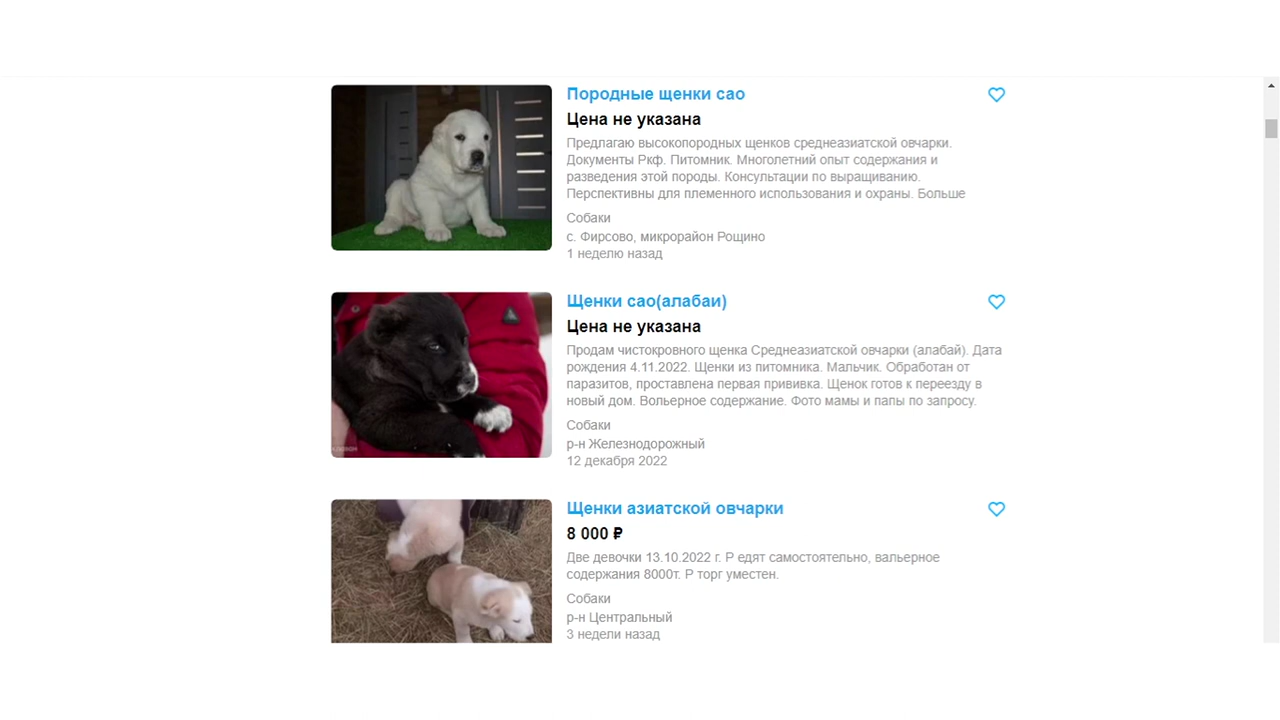 Породные щенки сао
Цена не указана
Предлагаю высокопородных щенков среднеазиатской овчарки.
Документы Ркф. Питомник. Многолетний опыт содержания и
разведения этой породы. Консультации по выращиванию.
Перспективны для племенного использования и охраны. Больше
Собаки
с. Фирсово, микрорайон Рощино
1 неделю назад
Щенки сао(алабаи)
Цена не указана
Продам чистокровного щенка Среднеазиатской овчарки (алабай). Дата
рождения 4.11.2022. Щенки из питомника. Мальчик. Обработан от
паразитов, проставлена первая прививка. Щенок готов к переезду в
новый дом. Вольерное содержание. Фото мамы и папы по запросу.
Собаки
р-н Железнодорожный
12 декабря 2022
Щенки азиатской овчарки
8 000 ₽
Две девочки 13.10.2022 г. Р едят самостоятельно, вальерное
содержания 8000т. Р торг уместен.
Собаки
р-н Центральный
3 недели назад